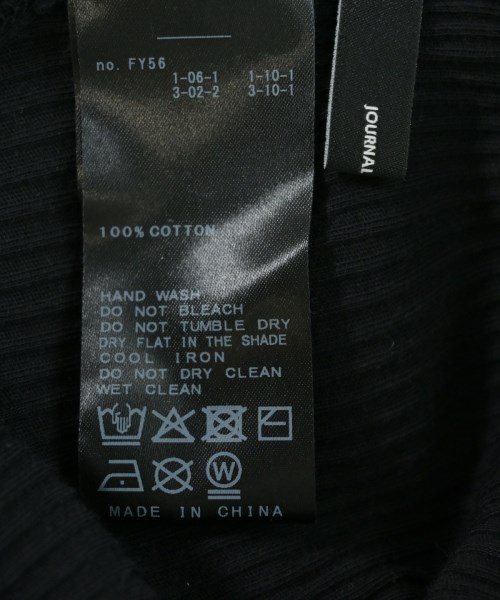 no. FY56
1-06-1 1-10-1
3-02-2 3-10-1
JOURNAL
100% COTTON
HAND WASH
DO NOT BLEACH
DO NOT TUMBLE DRY
DRY FLAT IN THE SHADE
COOL IRON
DO NOT DRY CLEAN
WET CLEAN
W
MADE IN CHINA